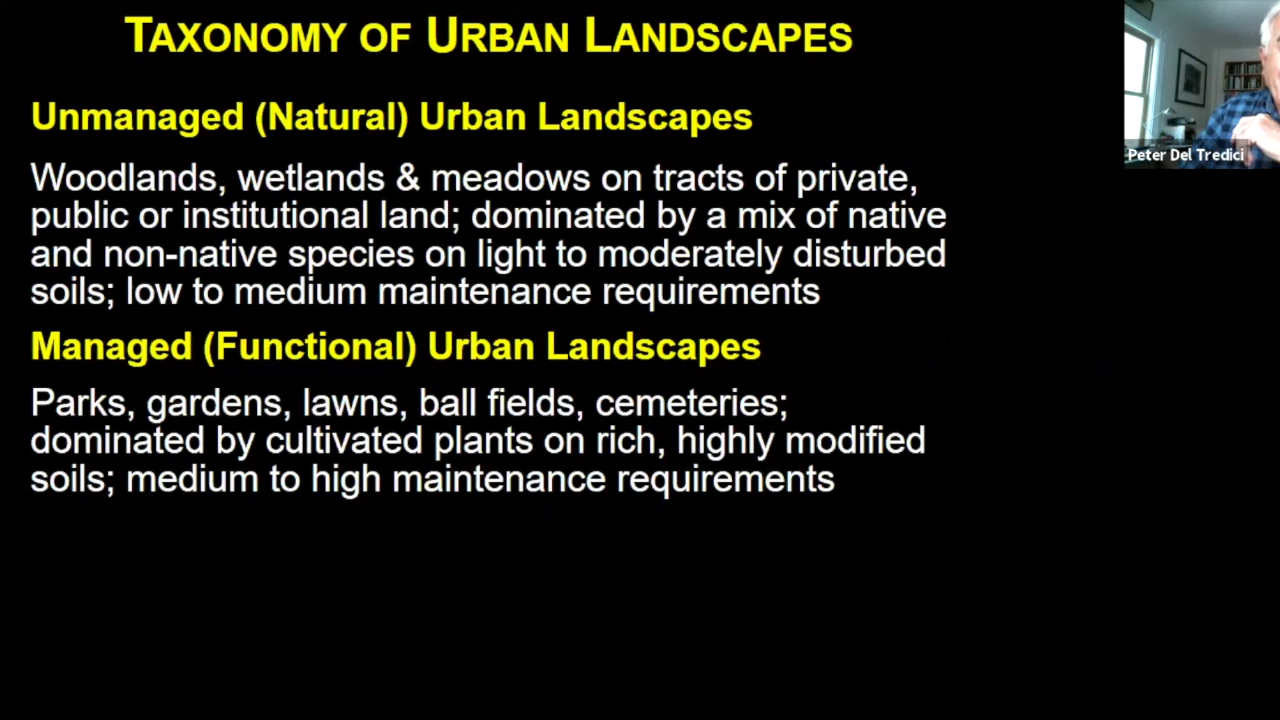 TAXONOMY OF URBAN LANDSCAPES
Unmanaged (Natural) Urban Landscapes
Woodlands, wetlands & meadows on tracts of private,
public or institutional land; dominated by a mix of native
and non-native species on light to moderately disturbed
soils; low to medium maintenance requirements
Managed (Functional) Urban Landscapes
Parks, gardens, lawns, ball fields, cemeteries;
dominated by cultivated plants on rich, highly modified
soils; medium to high maintenance requirements
Peter Del Tredici